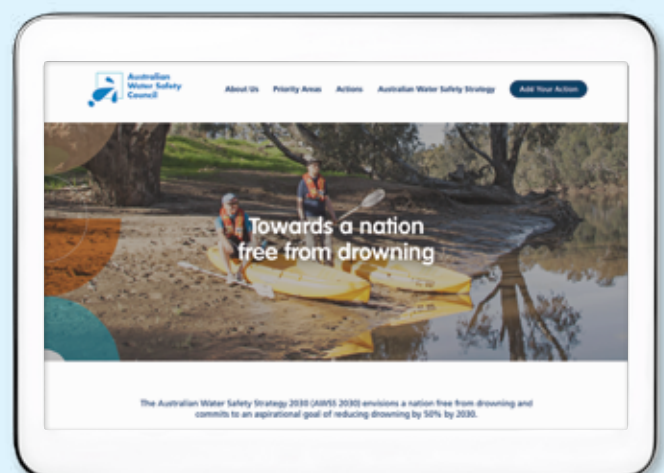 Australian
Water Safety
Council
About Us
Priority Areas
Actions
Australian Water Safety Strategy
Add Your Action
Towards a nation
free from drowning
The Australian Water Safety Strategy 2030 (AWSS 2030) envisions a nation free from drowning and
commits to an aspirational goal of reducing drowning by 50% by 2030.